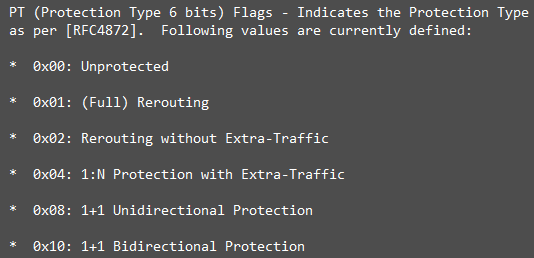 PT (Protection Type 6 bits) Flags - Indicates the Protection Type
as per [RFC4872].  Following values are currently defined:
*  0x00: Unprotected
*  0x01: (Full) Rerouting
*  0x02: Rerouting without Extra-Traffic
*  0x04: 1:N Protection with Extra-Traffic
*  0x08: 1+1 Unidirectional Protection
*  0x10: 1+1 Bidirectional Protection